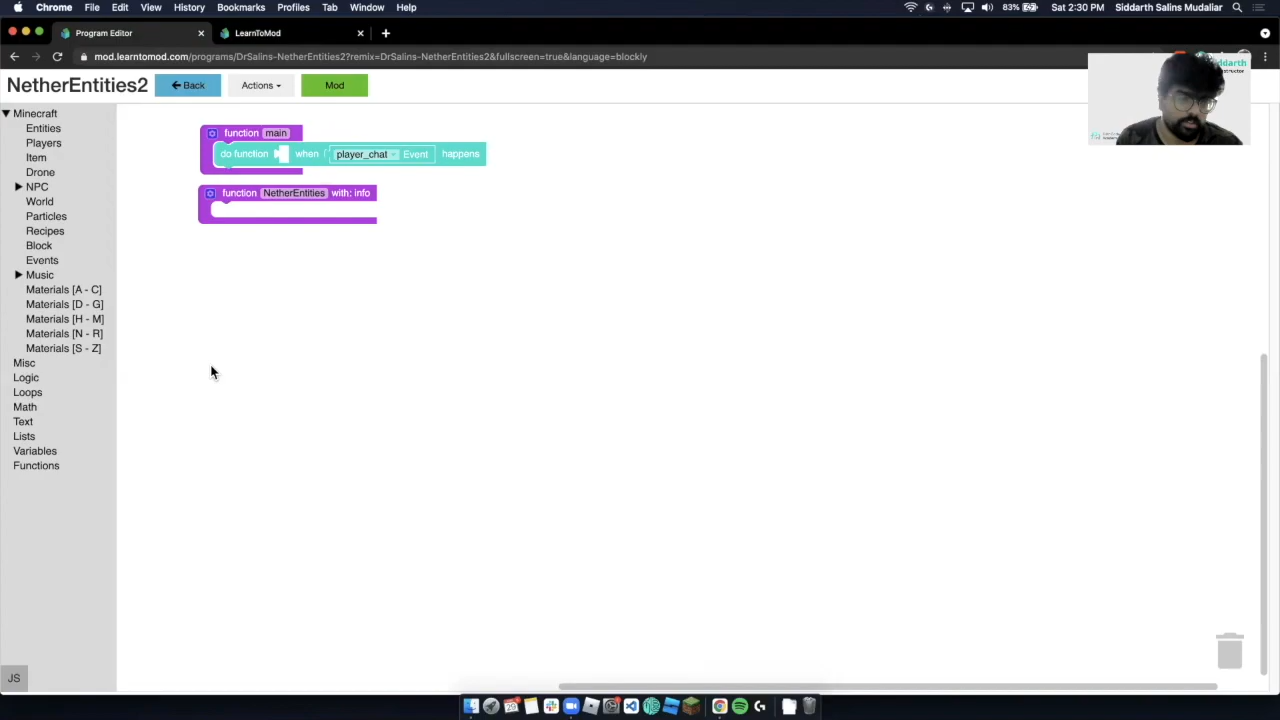 Chrome File Edit View History Bookmarks Profiles Tab Window Help 83% Sat 2:30 PM Siddarth Salins Mudaliar
Program Editor LearnToMod
mod.learntomod.com/programs/DrSalins-NetherEntities2?remix=DrSalins-NetherEntities2&fullscreen=true&language=blockly
NetherEntities2 Back Actions Mod
Minecraft
Entities
Players
Item
Drone
NPC
World
Particles
Recipes
Block
Events
Music
Materials [A - C]
Materials [D - G]
Materials [H - M]
Materials [N - R]
Materials [S - Z]
Misc
Logic
Loops
Math
Text
Lists
Variables
Functions
JS
function main
do function when player_chat Event happens
function NetherEntities with: info